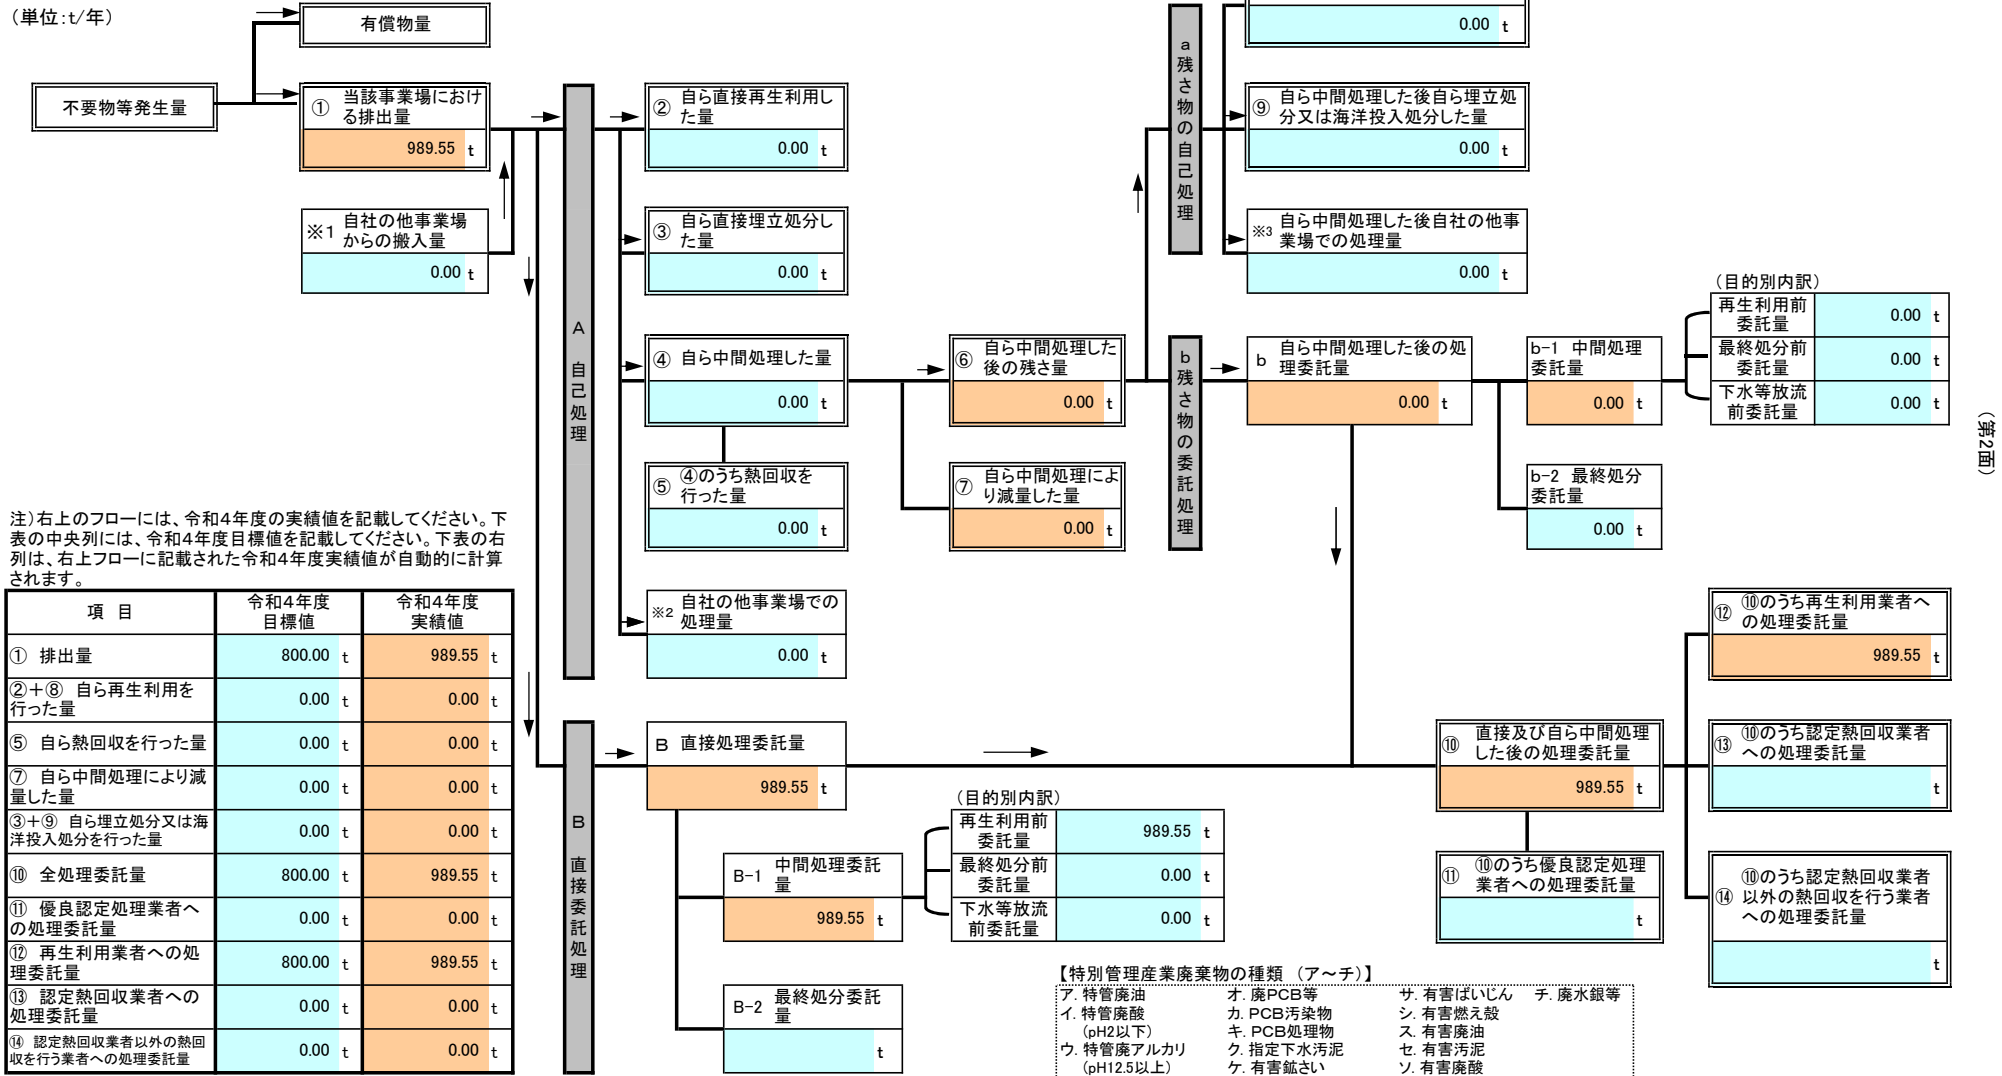 （単位：t/年）
有償物量
不要物等発生量
① 当該事業場におけ
る排出量
989.55 t
※1 自社の他事業場
からの搬入量
0.00 t
A 自己処理
② 自ら直接再生利用し
た量
0.00 t
③ 自ら直接埋立処分し
た量
0.00 t
④ 自ら中間処理した量
0.00 t
⑤ ④のうち熱回収を
行った量
0.00 t
※2 自社の他事業場での
処理量
0.00 t
⑥ 自ら中間処理した
後の残さ量
0.00 t
⑦ 自ら中間処理によ
り減量した量
0.00 t
a 残さ物の自己処理
0.00 t
⑨ 自ら中間処理した後自ら埋立処
分又は海洋投入処分した量
0.00 t
※3 自ら中間処理した後自社の他事
業場での処理量
0.00 t
b 残さ物の委託処理
b 自ら中間処理した後の処
理委託量
0.00 t
b-1 中間処理
委託量
0.00 t
b-2 最終処分
委託量
0.00 t
（目的別内訳）
再生利用前
委託量
0.00 t
最終処分前
委託量
0.00 t
下水等放流
前委託量
0.00 t
（第2面）
注）右上のフローには、令和4年度の実績値を記載してください。下
表の中央列には、令和4年度目標値を記載してください。下表の右
列は、右上フローに記載された令和4年度実績値が自動的に計算
されます。
項 目 令和4年度
目標値 令和4年度
実績値
① 排出量 800.00 t 989.55 t
②＋⑧ 自ら再生利用を
行った量 0.00 t 0.00 t
⑤ 自ら熱回収を行った量 0.00 t 0.00 t
⑦ 自ら中間処理により減
量した量 0.00 t 0.00 t
③＋⑨ 自ら埋立処分又は海
洋投入処分を行った量 0.00 t 0.00 t
⑩ 全処理委託量 800.00 t 989.55 t
⑪ 優良認定処理業者へ
の処理委託量 0.00 t 0.00 t
⑫ 再生利用業者への処
理委託量 800.00 t 989.55 t
⑬ 認定熱回収業者への
処理委託量 0.00 t 0.00 t
⑭ 認定熱回収業者以外の熱回
収を行う業者への処理委託量 0.00 t 0.00 t
B 直接委託処理
B 直接処理委託量
989.55 t
B-1 中間処理委託
量
989.55 t
B-2 最終処分委託
量
t
（目的別内訳）
再生利用前
委託量
989.55 t
最終処分前
委託量
0.00 t
下水等放流
前委託量
0.00 t
⑩ 直接及び自ら中間処理
した後の処理委託量
989.55 t
⑪ ⑩のうち優良認定処理
業者への処理委託量
t
⑫ ⑩のうち再生利用業者へ
の処理委託量
989.55 t
⑬ ⑩のうち認定熱回収業者
への処理委託量
t
⑭ ⑩のうち認定熱回収業者
以外の熱回収を行う業者
への処理委託量
t
【特別管理産業廃棄物の種類 （ア～チ）】
ア. 特管廃油 オ. 廃PCB等 サ. 有害ばいじん チ. 廃水銀等
イ. 特管廃酸 カ. PCB汚染物 シ. 有害燃え殻
（pH2以下） キ. PCB処理物 ス. 有害廃油
ウ. 特管廃アルカリ ク. 指定下水汚泥 セ. 有害汚泥
（pH12.5以上） ケ. 有害鉱さい ソ. 有害廃酸